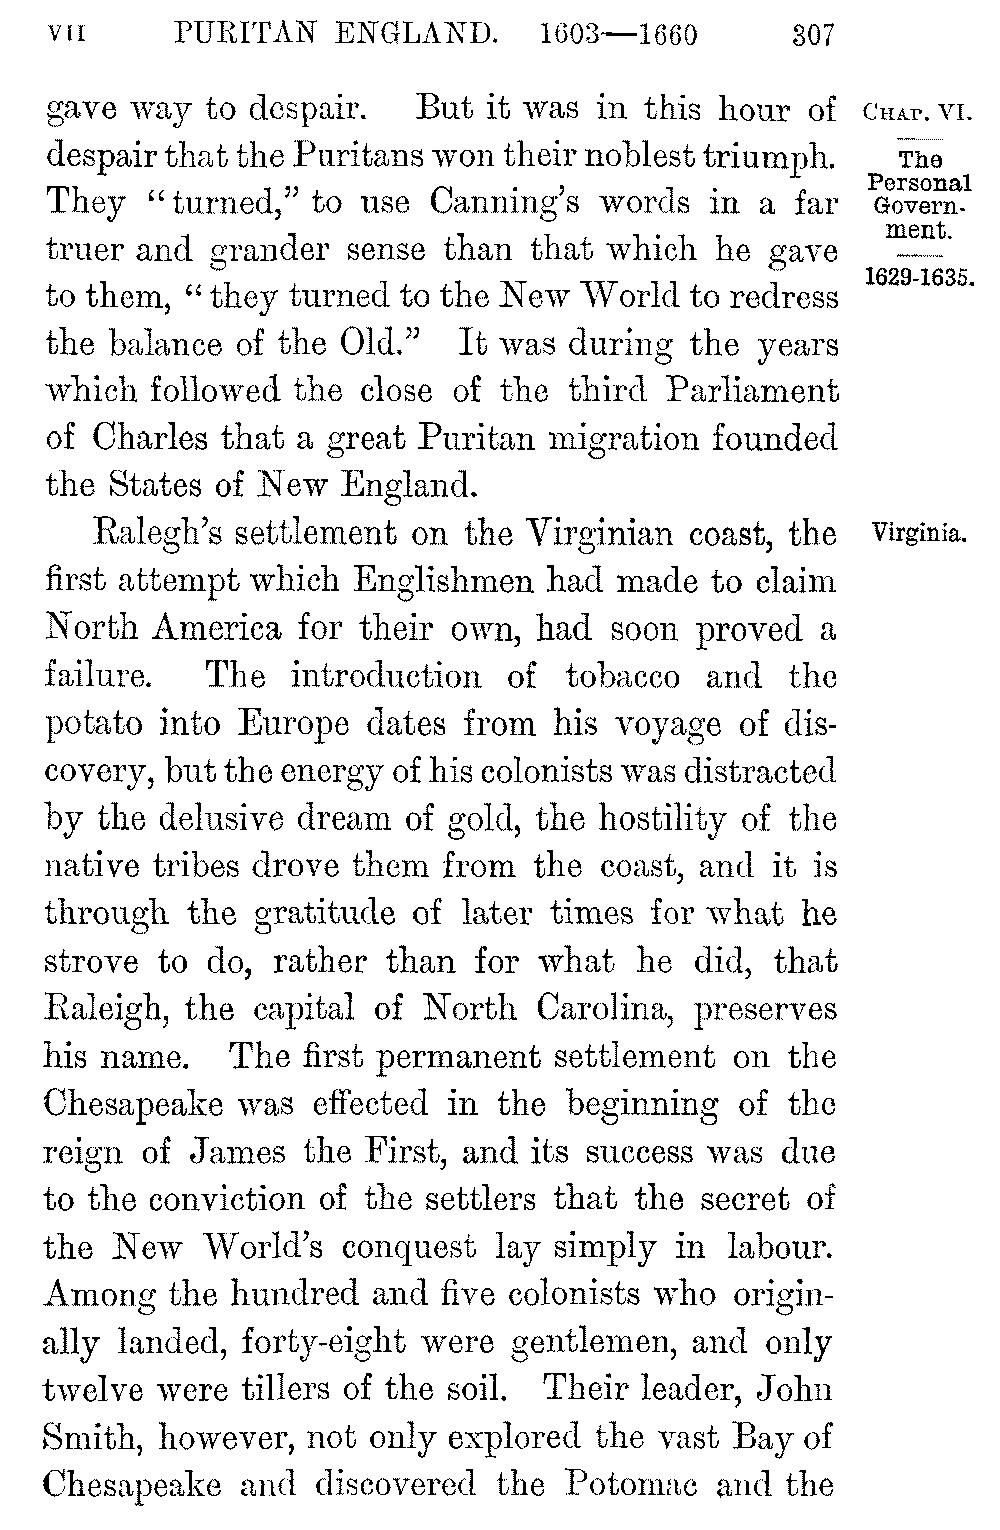 VII PURITAN ENGLAND. 1603—1660 307
gave way to despair. But it was in this hour of
despair that the Puritans won their noblest triumph.
They “turned,” to use Canning’s words in a far
truer and grander sense than that which he gave
to them, “they turned to the New World to redress
the balance of the Old.” It was during the years
which followed the close of the third Parliament
of Charles that a great Puritan migration founded
the States of New England.
CHAP. VI.
The
Personal
Govern-
ment.
1629-1635.
Ralegh’s settlement on the Virginian coast, the
first attempt which Englishmen had made to claim
North America for their own, had soon proved a
failure. The introduction of tobacco and the
potato into Europe dates from his voyage of dis-
covery, but the energy of his colonists was distracted
by the delusive dream of gold, the hostility of the
native tribes drove them from the coast, and it is
through the gratitude of later times for what he
strove to do, rather than for what he did, that
Raleigh, the capital of North Carolina, preserves
his name. The first permanent settlement on the
Chesapeake was effected in the beginning of the
reign of James the First, and its success was due
to the conviction of the settlers that the secret of
the New World’s conquest lay simply in labour.
Among the hundred and five colonists who origin-
ally landed, forty-eight were gentlemen, and only
twelve were tillers of the soil. Their leader, John
Smith, however, not only explored the vast Bay of
Chesapeake and discovered the Potomac and the
Virginia.